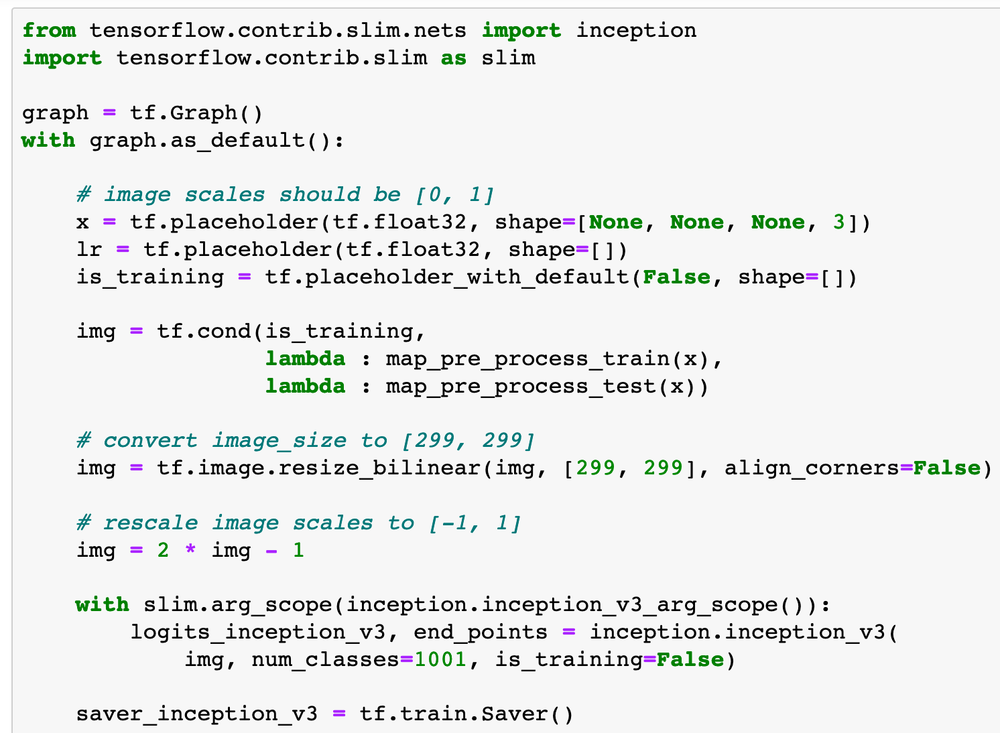 from tensorflow.contrib.slim.nets import inception
import tensorflow.contrib.slim as slim

graph = tf.Graph()
with graph.as_default():

    # image scales should be [0, 1]
    x = tf.placeholder(tf.float32, shape=[None, None, None, 3])
    lr = tf.placeholder(tf.float32, shape=[])
    is_training = tf.placeholder_with_default(False, shape=[])

    img = tf.cond(is_training,
                  lambda : map_pre_process_train(x),
                  lambda : map_pre_process_test(x))

    # convert image_size to [299, 299]
    img = tf.image.resize_bilinear(img, [299, 299], align_corners=False)

    # rescale image scales to [-1, 1]
    img = 2 * img - 1

    with slim.arg_scope(inception.inception_v3_arg_scope()):
        logits_inception_v3, end_points = inception.inception_v3(
            img, num_classes=1001, is_training=False)

    saver_inception_v3 = tf.train.Saver()